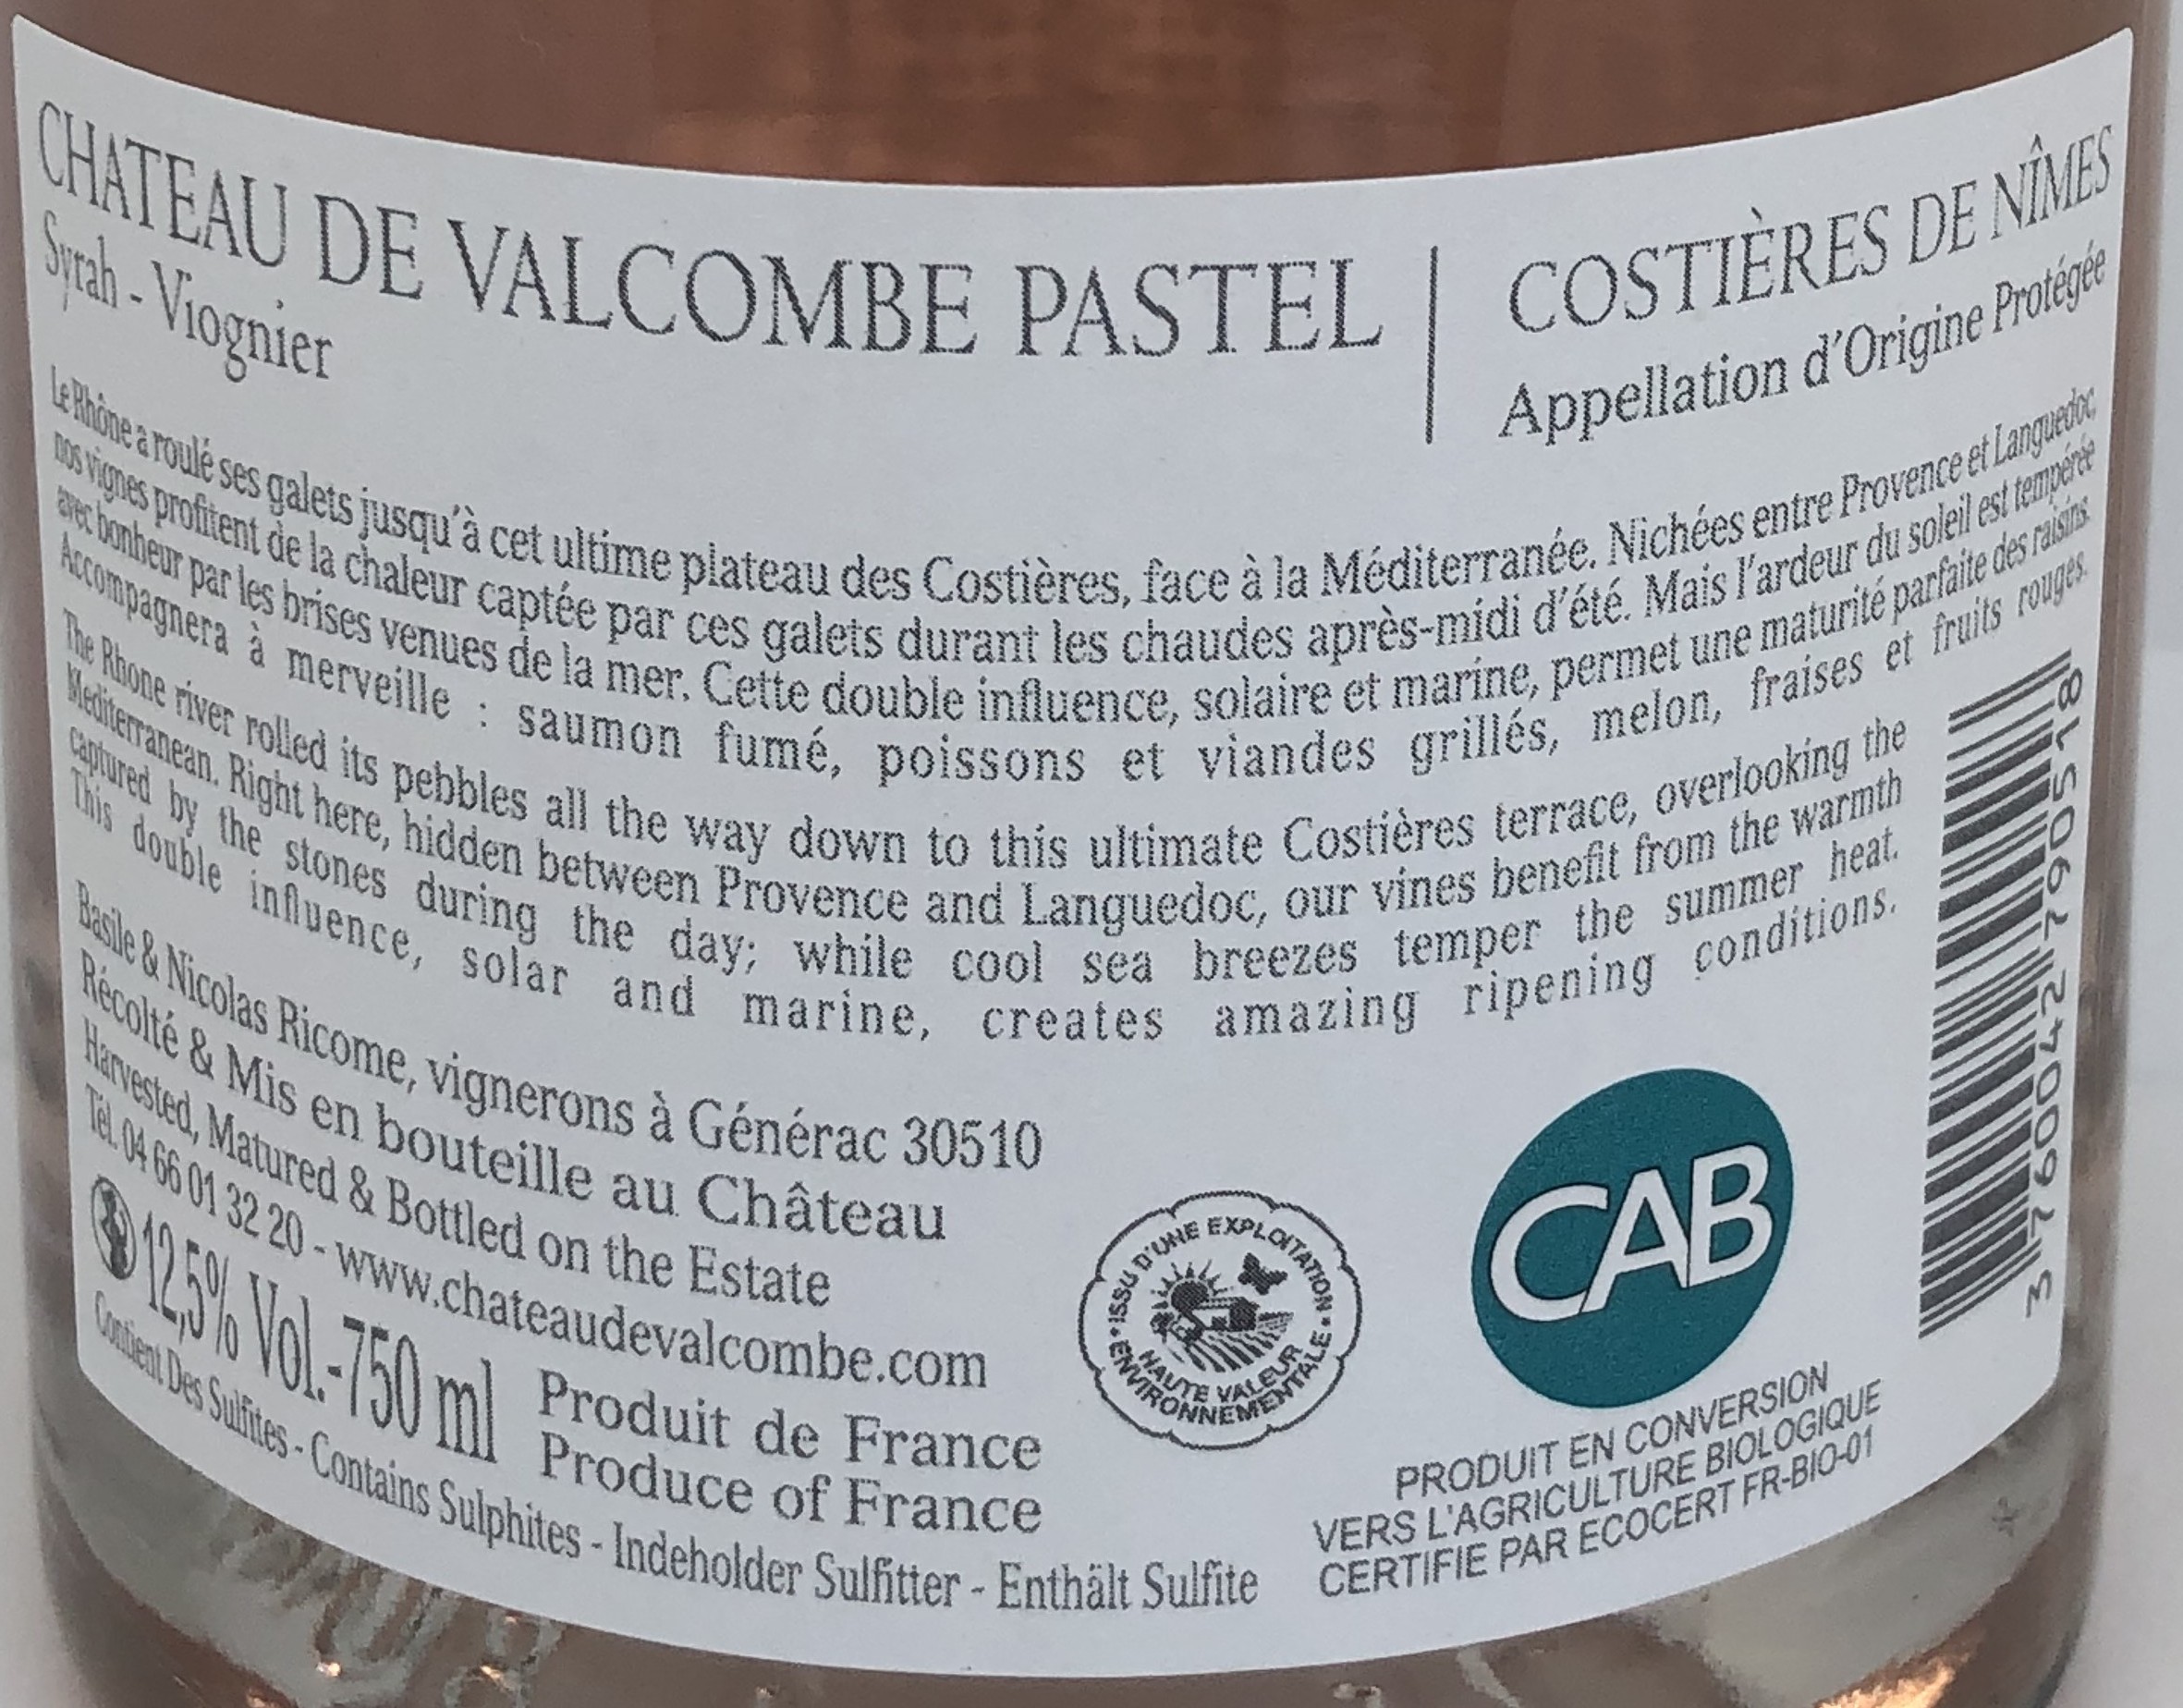 CHATEAU DE VALCOMBE PASTEL
Syrah - Viognier
COSTIÈRES DE NÎMES
Appellation d'Origine Protégée
Le Rhône a roulé ses galets jusqu'à cet ultime plateau des Costières, face à la Méditerranée. Nichées entre Provence et Languedoc,
nos vignes profitent de la chaleur captée par ces galets durant les chaudes après-midi d'été. Mais l'ardeur du soleil est tempérée
avec bonheur par les brises venues de la mer. Cette double influence, solaire et marine, permet une maturité parfaite des raisins.
Accompagnera à merveille : saumon fumé, poissons et viandes grillés, melon, fraises et fruits rouges.
The Rhone river rolled its pebbles all the way down to this ultimate Costières terrace, overlooking the
Mediterranean. Right here, hidden between Provence and Languedoc, our vines benefit from the warmth
captured by the stones during the day; while cool sea breezes temper the summer heat.
This double influence, solar and marine, creates amazing ripening conditions.
Basile & Nicolas Ricome, vignerons à Générac 30510
Récolté & Mis en bouteille au Château
Harvested, Matured & Bottled on the Estate
Tél. 04 66 01 32 20 - www.chateaudevalcombe.com
12,5% Vol.-750 ml
Produit de France
Produce of France
Contient Des Sulfites - Contains Sulphites - Indeholder Sulfitter - Enthält Sulfite
• ISSU D'UNE EXPLOITATION •
HAUTE VALEUR
ENVIRONNEMENTALE
CAB
PRODUIT EN CONVERSION
VERS L'AGRICULTURE BIOLOGIQUE
CERTIFIE PAR ECOCERT FR-BIO-01
3 760042 790518